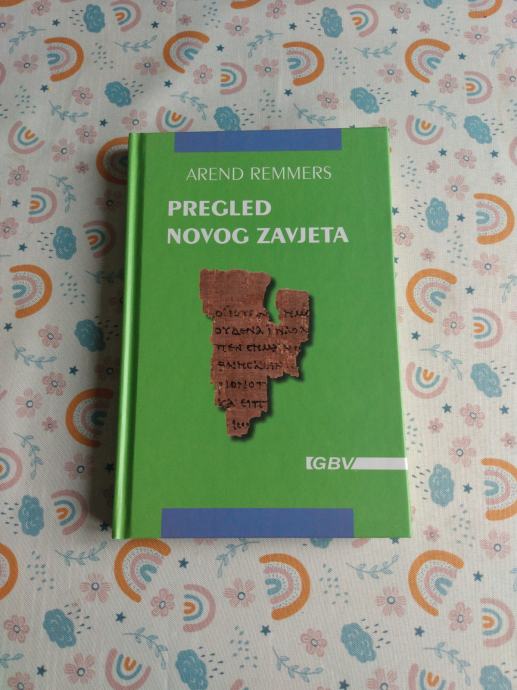 AREND REMMERS
PREGLED
NOVOG ZAVJETA
GBV